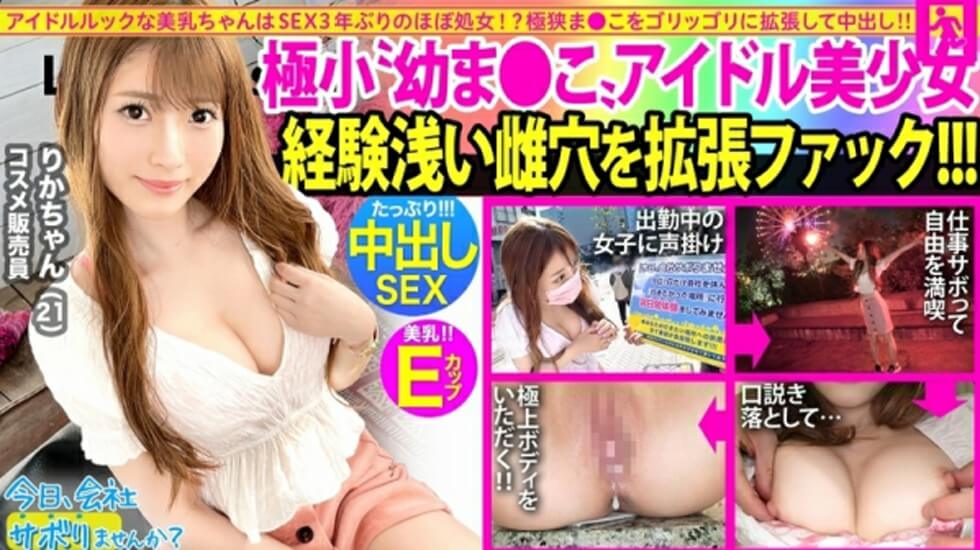 アイドルルックな美乳ちゃんはSEX3年ぶりのほぼ処女!?極狭ま●こをゴリッゴリに拡張して中出し!!
極小〝幼ま●こ〟アイドル美少女
経験浅い雌穴を拡張ファック!!!
りかちゃん(21)
コスメ販売員
たっぷり!!!
中出し
SEX
美乳!!
Eカップ
出勤中の
女子に声掛け
仕事サボって
自由を満喫
口説き
落として…
極上ボディを
いただく!!
今日、会社
サボりませんか?